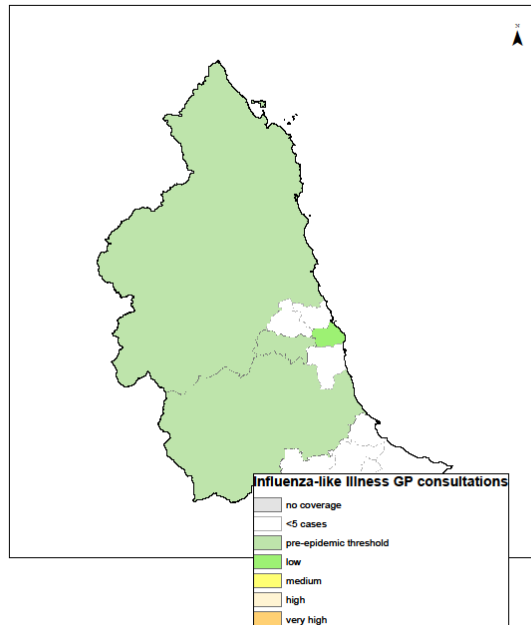 Influenza-like Illness GP consultations
no coverage
<5 cases
pre-epidemic threshold
low
medium
high
very high